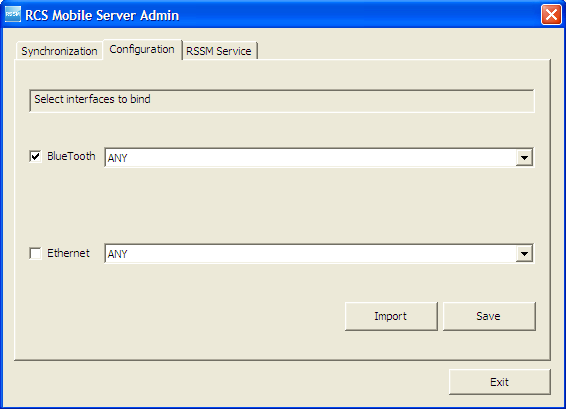 RSSM RCS Mobile Server Admin
Synchronization Configuration RSSM Service
Select interfaces to bind
BlueTooth ANY
Ethernet ANY
Import Save
Exit